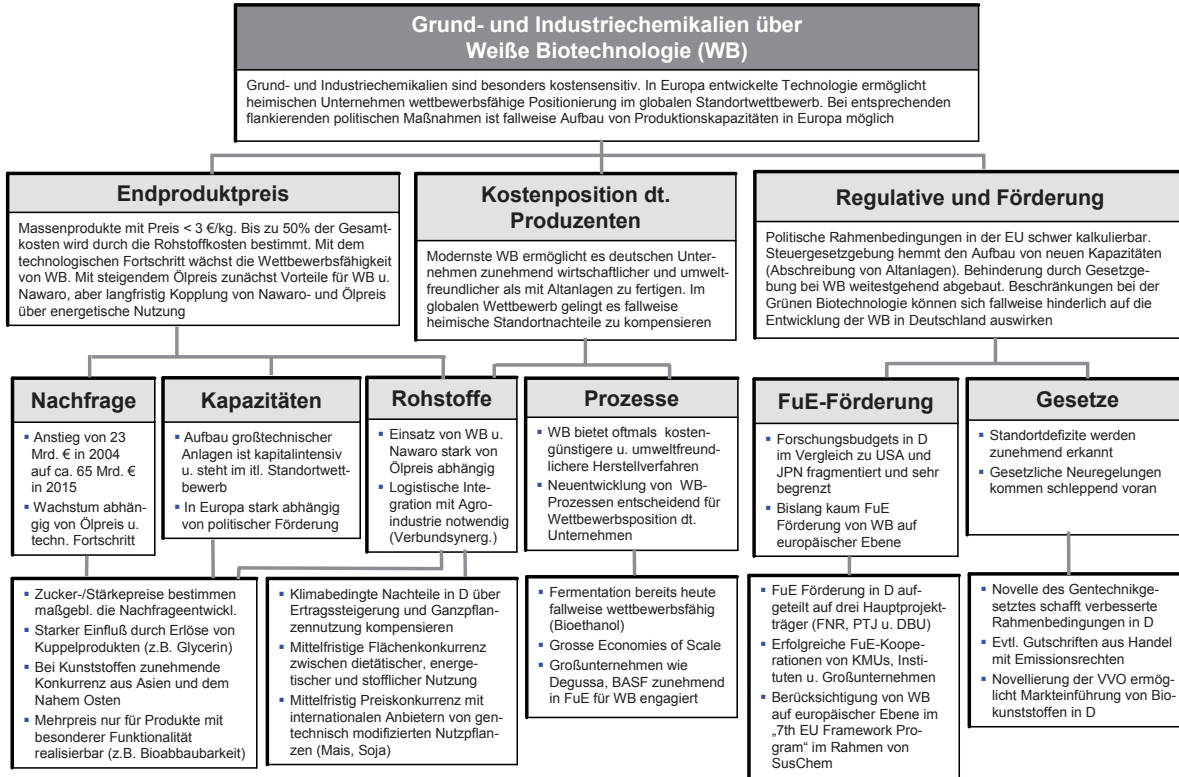 Grund- und Industriechemikalien über
Weiße Biotechnologie (WB)
Grund- und Industriechemikalien sind besonders kostensensitiv. In Europa entwickelte Technologie ermöglicht
heimischen Unternehmen wettbewerbsfähige Positionierung im globalen Standortwettbewerb. Bei entsprechenden
flankierenden politischen Maßnahmen ist fallweise Aufbau von Produktionskapazitäten in Europa möglich
Endproduktpreis
Massenprodukte mit Preis < 3 €/kg. Bis zu 50% der Gesamt-
kosten wird durch die Rohstoffkosten bestimmt. Mit dem
technologischen Fortschritt wächst die Wettbewerbsfähigkeit
von WB. Mit steigendem Ölpreis zunächst Vorteile für WB u.
Nawaro, aber langfristig Kopplung von Nawaro- und Ölpreis
über energetische Nutzung
Kostenposition dt.
Produzenten
Modernste WB ermöglicht es deutschen Unter-
nehmen zunehmend wirtschaftlicher und umwelt-
freundlicher als mit Altanlagen zu fertigen. Im
globalen Wettbewerb gelingt es fallweise
heimische Standortnachteile zu kompensieren
Regulative und Förderung
Politische Rahmenbedingungen in der EU schwer kalkulierbar.
Steuergesetzgebung hemmt den Aufbau von neuen Kapazitäten
(Abschreibung von Altanlagen). Behinderung durch Gesetzge-
bung bei WB weitestgehend abgebaut. Beschränkungen bei der
Grünen Biotechnologie können sich fallweise hinderlich auf die
Entwicklung der WB in Deutschland auswirken
Nachfrage
▪ Anstieg von 23
Mrd. € in 2004
auf ca. 65 Mrd. €
in 2015
▪ Wachstum abhän-
gig von Ölpreis u.
techn. Fortschritt
Kapazitäten
▪ Aufbau großtechnischer
Anlagen ist kapitalintensiv
u. steht im itl. Standortwett-
bewerb
▪ In Europa stark abhängig
von politischer Förderung
Rohstoffe
▪ Einsatz von WB u.
Nawaro stark von
Ölpreis abhängig
▪ Logistische Inte-
gration mit Agro-
industrie notwendig
(Verbundsynerg.)
Prozesse
▪ WB bietet oftmals kosten-
günstigere u. umweltfreund-
lichere Herstellverfahren
▪ Neuentwicklung von WB-
Prozessen entscheidend für
Wettbewerbsposition dt.
Unternehmen
FuE-Förderung
▪ Forschungsbudgets in D
im Vergleich zu USA und
JPN fragmentiert und sehr
begrenzt
▪ Bislang kaum FuE
Förderung von WB auf
europäischer Ebene
Gesetze
▪ Standortdefizite werden
zunehmend erkannt
▪ Gesetzliche Neuregelungen
kommen schleppend voran
▪ Zucker-/Stärkepreise bestimmen
maßgebl. die Nachfrageentwickl.
▪ Starker Einfluß durch Erlöse von
Kuppelprodukten (z.B. Glycerin)
▪ Bei Kunststoffen zunehmende
Konkurrenz aus Asien und dem
Nahem Osten
▪ Mehrpreis nur für Produkte mit
besonderer Funktionalität
realisierbar (z.B. Bioabbaubarkeit)
▪ Klimabedingte Nachteile in D über
Ertragssteigerung und Ganzpflan-
zennutzung kompensieren
▪ Mittelfristige Flächenkonkurrenz
zwischen dietätischer, energe-
tischer und stofflicher Nutzung
▪ Mittelfristig Preiskonkurrenz mit
internationalen Anbietern von gen-
technisch modifizierten Nutzpflan-
zen (Mais, Soja)
▪ Fermentation bereits heute
fallweise wettbewerbsfähig
(Bioethanol)
▪ Grosse Economies of Scale
▪ Großunternehmen wie
Degussa, BASF zunehmend
in FuE für WB engagiert
▪ FuE Förderung in D auf-
geteilt auf drei Hauptprojekt-
träger (FNR, PTJ u. DBU)
▪ Erfolgreiche FuE-Koope-
rationen von KMUs, Insti-
tuten u. Großunternehmen
▪ Berücksichtigung von WB
auf europäischer Ebene im
„7th EU Framework Pro-
gram“ im Rahmen von
SusChem
▪ Novelle des Gentechnikge-
setztes schafft verbesserte
Rahmenbedingungen in D
▪ Evtl. Gutschriften aus Handel
mit Emissionsrechten
▪ Novellierung der VVO ermög-
licht Markteinführung von Bio-
kunststoffen in D